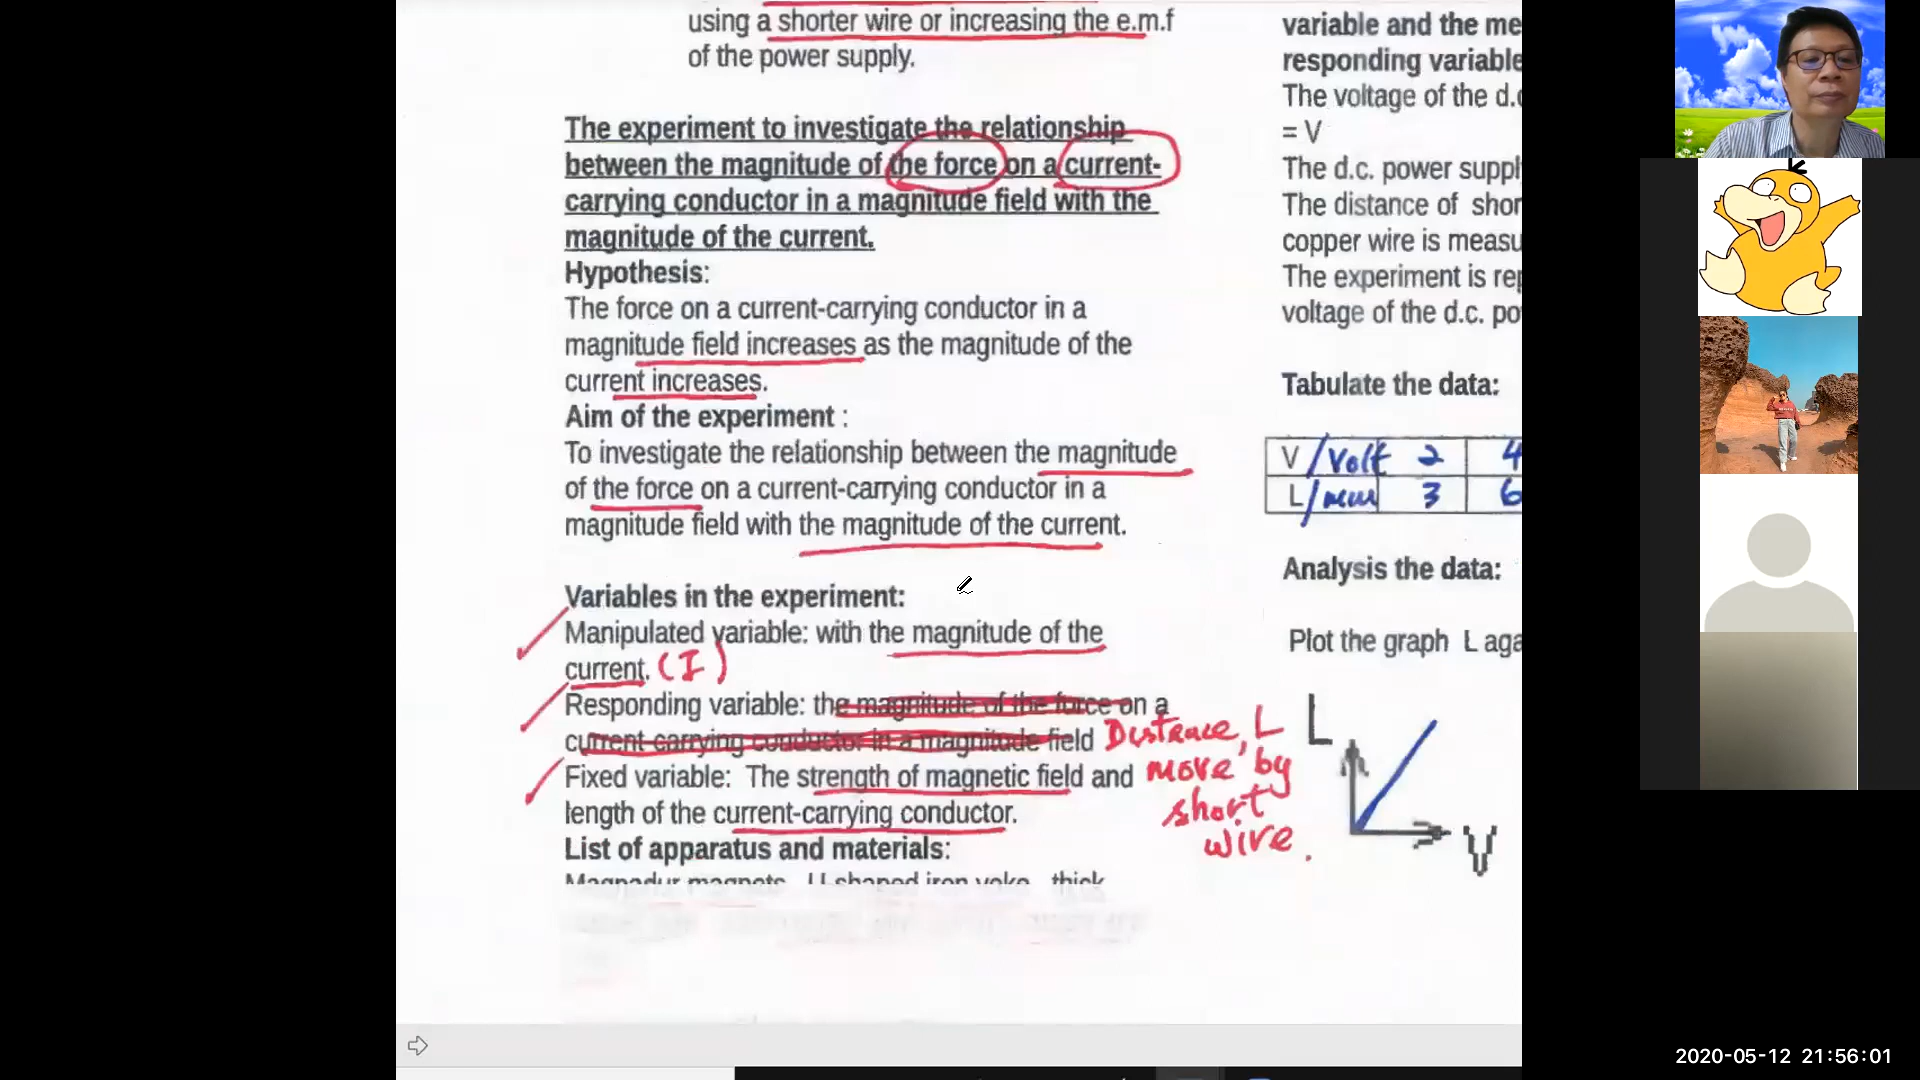 using a shorter wire or increasing the e.m.f
of the power supply.
The experiment to investigate the relationship
between the magnitude of the force on a current-
carrying conductor in a magnitude field with the
magnitude of the current.
Hypothesis:
The force on a current-carrying conductor in a
magnitude field increases as the magnitude of the
current increases.
Aim of the experiment :
To investigate the relationship between the magnitude
of the force on a current-carrying conductor in a
magnitude field with the magnitude of the current.
Variables in the experiment:
Manipulated variable: with the magnitude of the
current. (I)
Responding variable: the magnitude of the force on a
current carrying conductor in a magnitude field
Distance, L
move by
short
wire.
Fixed variable: The strength of magnetic field and
length of the current-carrying conductor.
List of apparatus and materials:
Magnadur magnets, U-shaped iron yoke, thick
variable and the me
responding variable
The voltage of the d.c
= V
The d.c. power suppl
The distance of shor
copper wire is measu
The experiment is rep
voltage of the d.c. po
Tabulate the data:
V /Volt 2 4
L / 3 6
Analysis the data:
Plot the graph L aga
L
V
2020-05-12 21:56:01